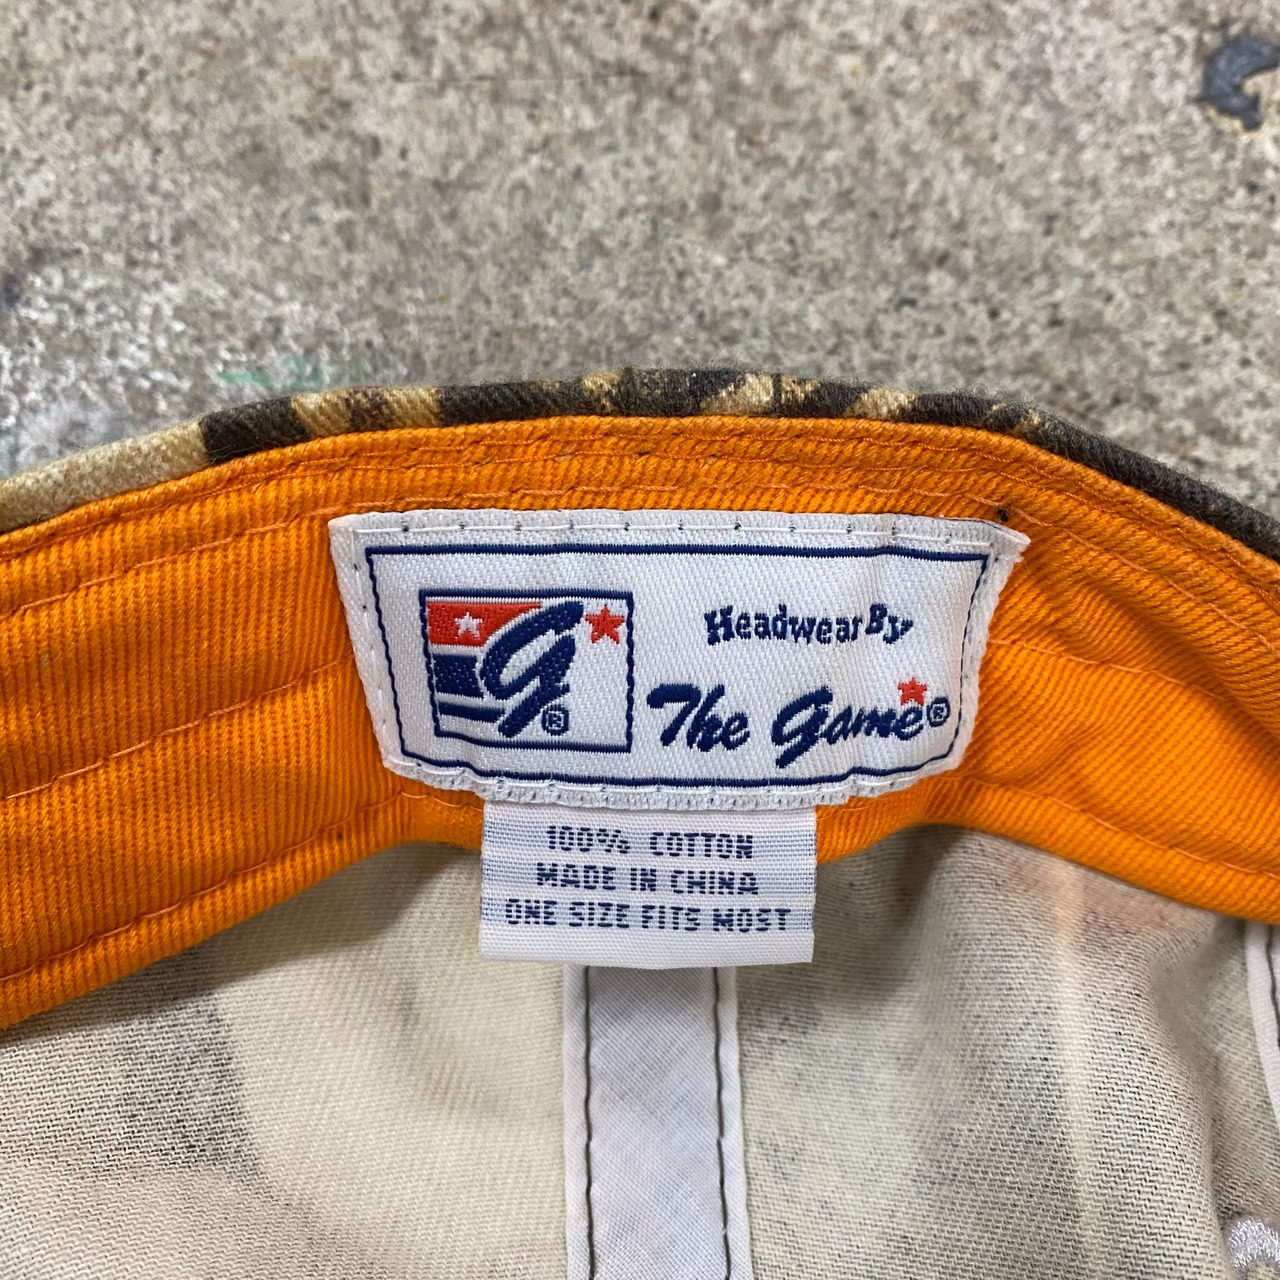 G®
Headwear By
The Game®
100% COTTON
MADE IN CHINA
ONE SIZE FITS MOST